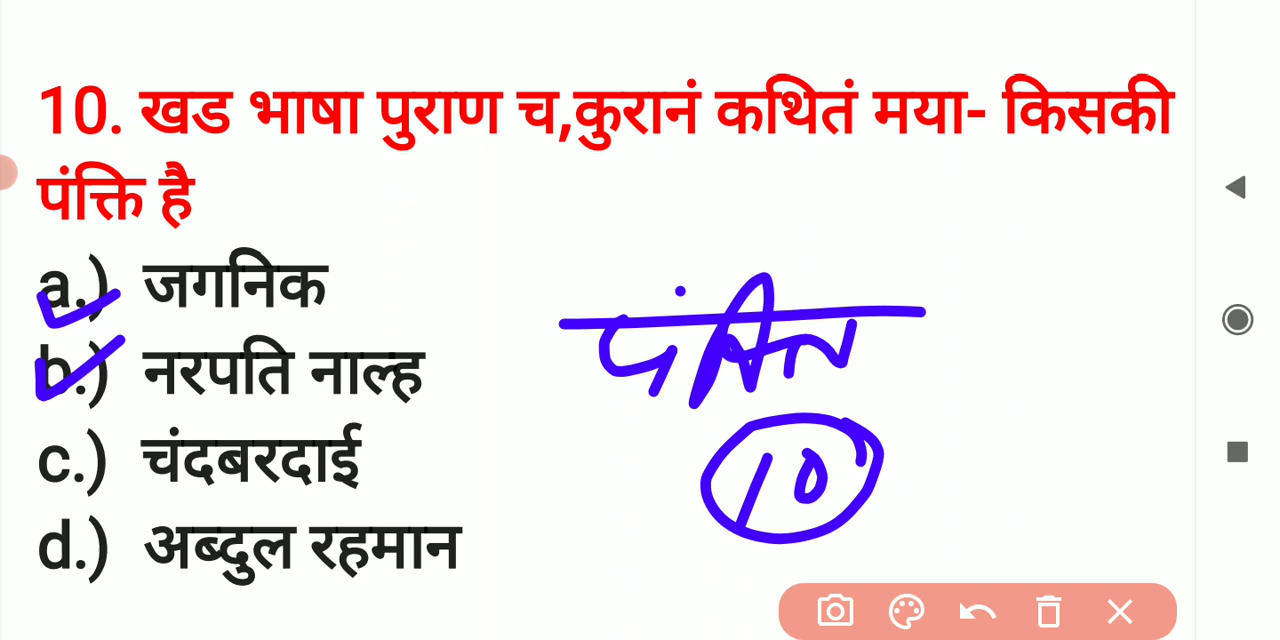 10. खड भाषा पुराण च,कुरानं कथितं मया- किसकी
पंक्ति है
a.) जगनिक
b.) नरपति नाल्ह
c.) चंदबरदाई
d.) अब्दुल रहमान
पंक्ति
10